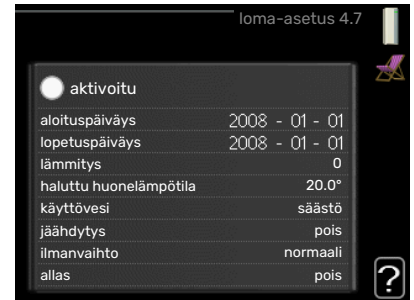 loma-asetus 4.7
aktivoitu
aloituspäiväys 2008 - 01 - 01
lopetuspäiväys 2008 - 01 - 01
lämmitys 0
haluttu huonelämpötila 20.0°
käyttövesi säästö
jäähdytys pois
ilmanvaihto normaali
allas pois
?